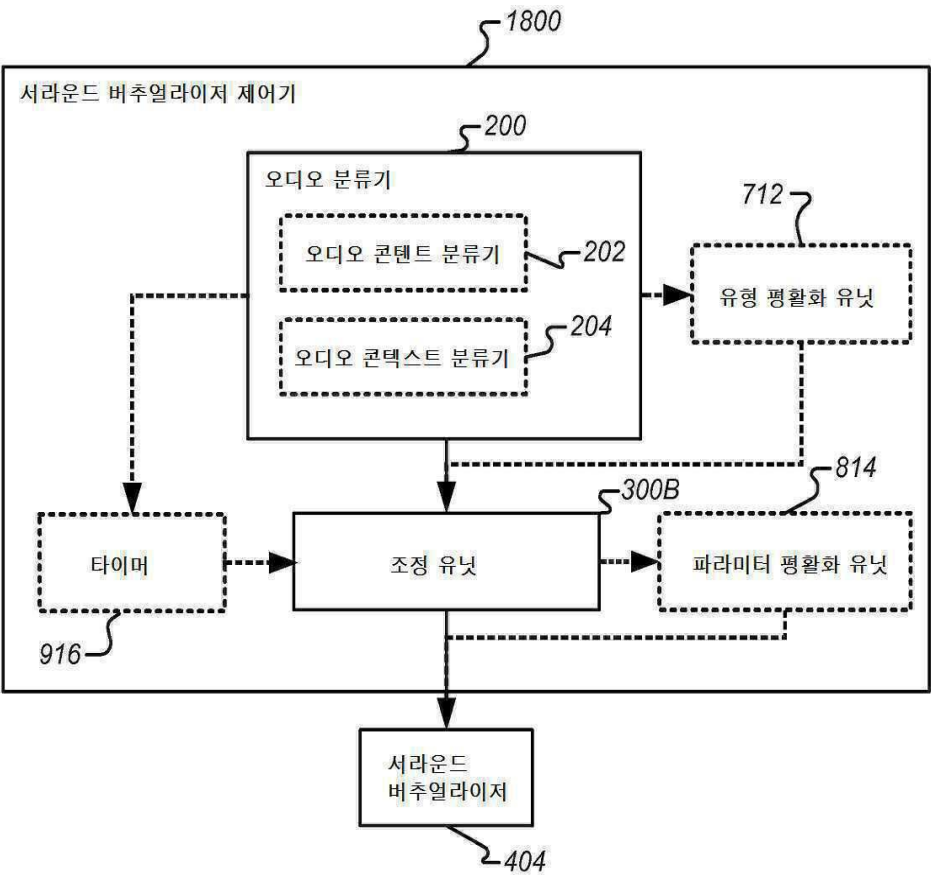 1800
서라운드 버추얼라이저 제어기
200
오디오 분류기
712
오디오 콘텐트 분류기
202
유형 평활화 유닛
204
오디오 콘텍스트 분류기
814
300B
타이머
조정 유닛
파라미터 평활화 유닛
916
서라운드
버추얼라이저
404